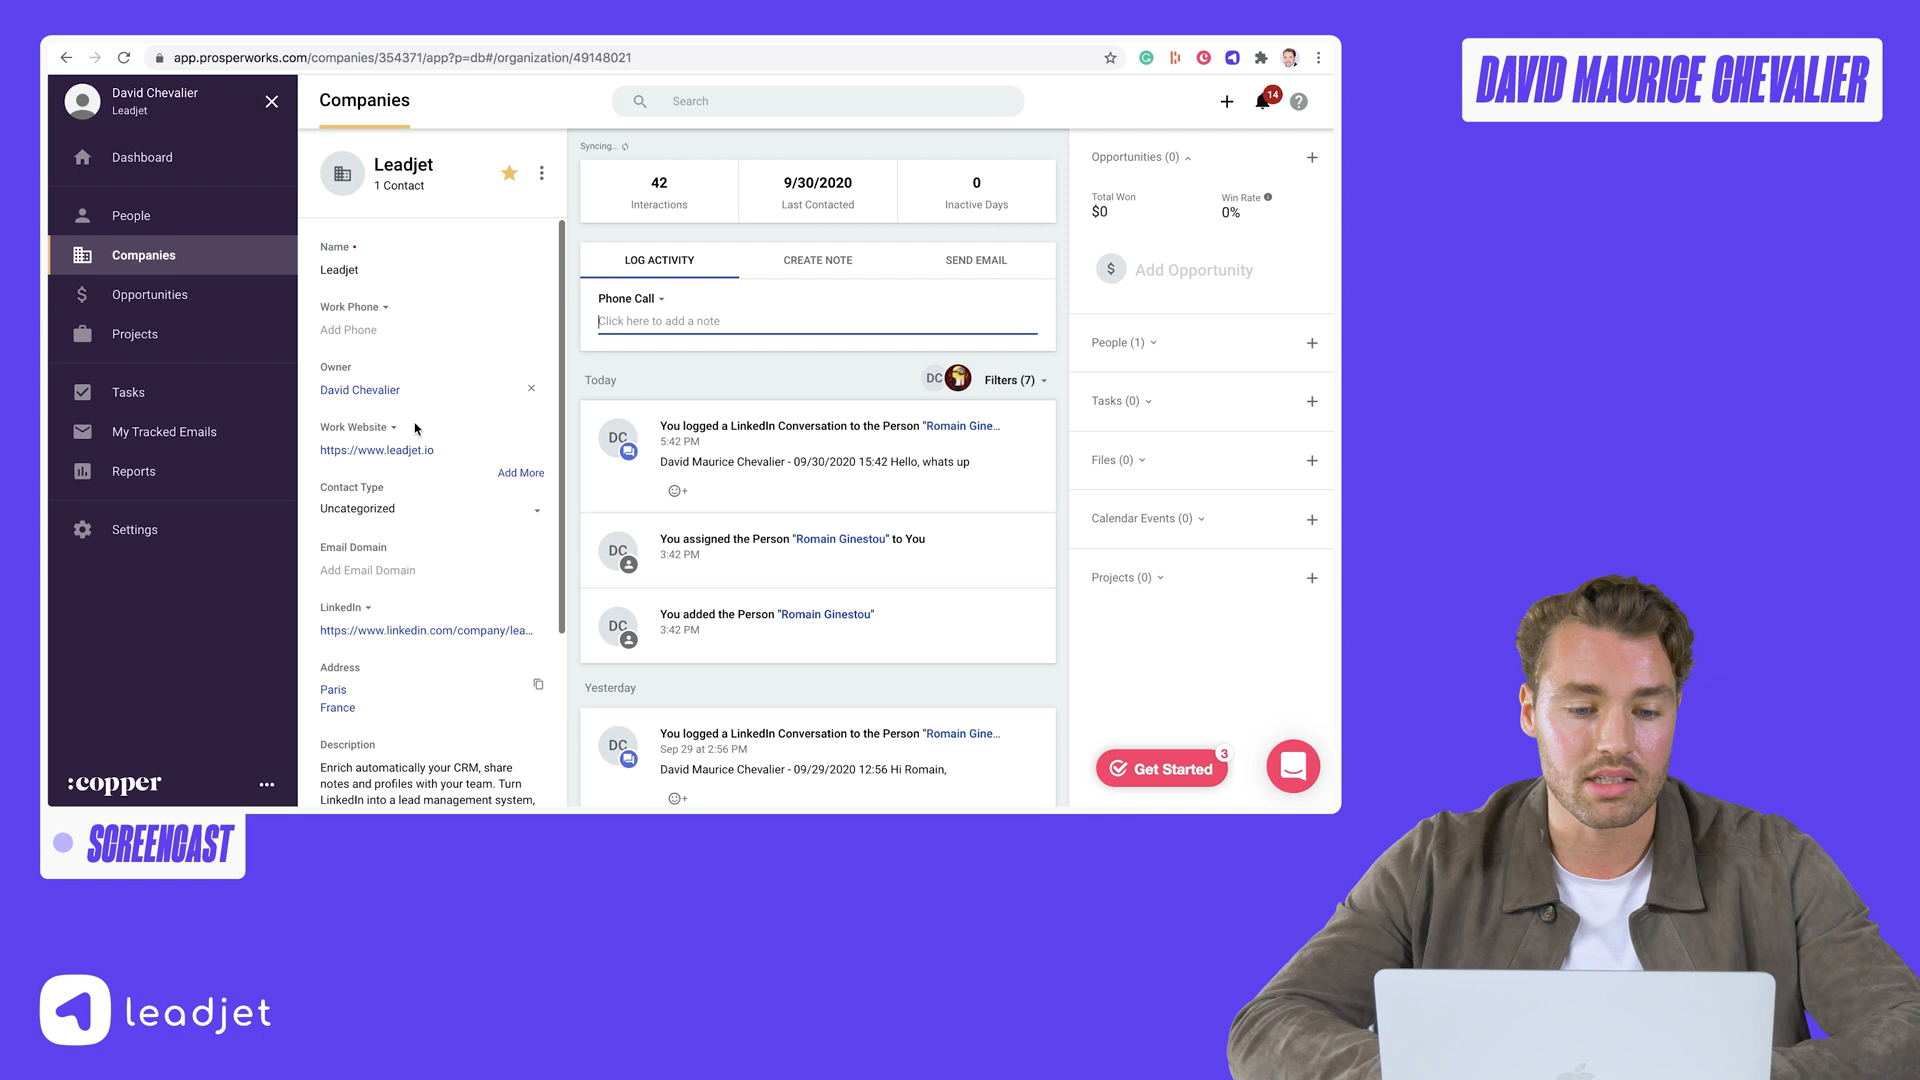 app.prosperworks.com/companies/354371/app?p=db#/organization/49148021
DAVID MAURICE CHEVALIER
David Chevalier
Leadjet
Dashboard
People
Companies
Opportunities
Projects
Tasks
My Tracked Emails
Reports
Settings
:copper
Companies
Search
14
Leadjet
1 Contact
Name
Leadjet
Work Phone
Add Phone
Owner
David Chevalier
Work Website
https://www.leadjet.io
Add More
Contact Type
Uncategorized
Email Domain
Add Email Domain
LinkedIn
https://www.linkedin.com/company/lea...
Address
Paris
France
Description
Enrich automatically your CRM, share
notes and profiles with your team. Turn
LinkedIn into a lead management system,
Syncing...
42
Interactions
9/30/2020
Last Contacted
0
Inactive Days
LOG ACTIVITY
CREATE NOTE
SEND EMAIL
Phone Call
Click here to add a note
Today
DC
Filters (7)
DC
You logged a LinkedIn Conversation to the Person "Romain Gine...
5:42 PM
David Maurice Chevalier - 09/30/2020 15:42 Hello, whats up
DC
You assigned the Person "Romain Ginestou" to You
3:42 PM
DC
You added the Person "Romain Ginestou"
3:42 PM
Yesterday
DC
You logged a LinkedIn Conversation to the Person "Romain Gine...
Sep 29 at 2:56 PM
David Maurice Chevalier - 09/29/2020 12:56 Hi Romain,
Opportunities (0)
Total Won
$0
Win Rate
0%
$
Add Opportunity
People (1)
Tasks (0)
Files (0)
Calendar Events (0)
Projects (0)
Get Started
3
SCREENCAST
leadjet